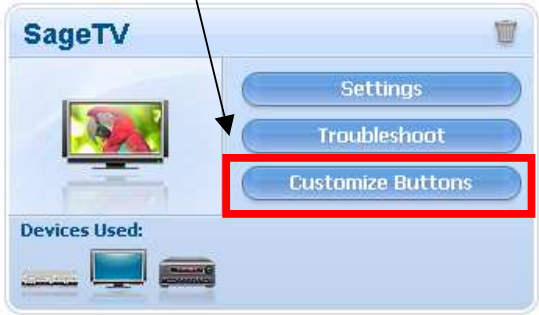 SageTV
Settings
Troubleshoot
Customize Buttons
Devices Used: